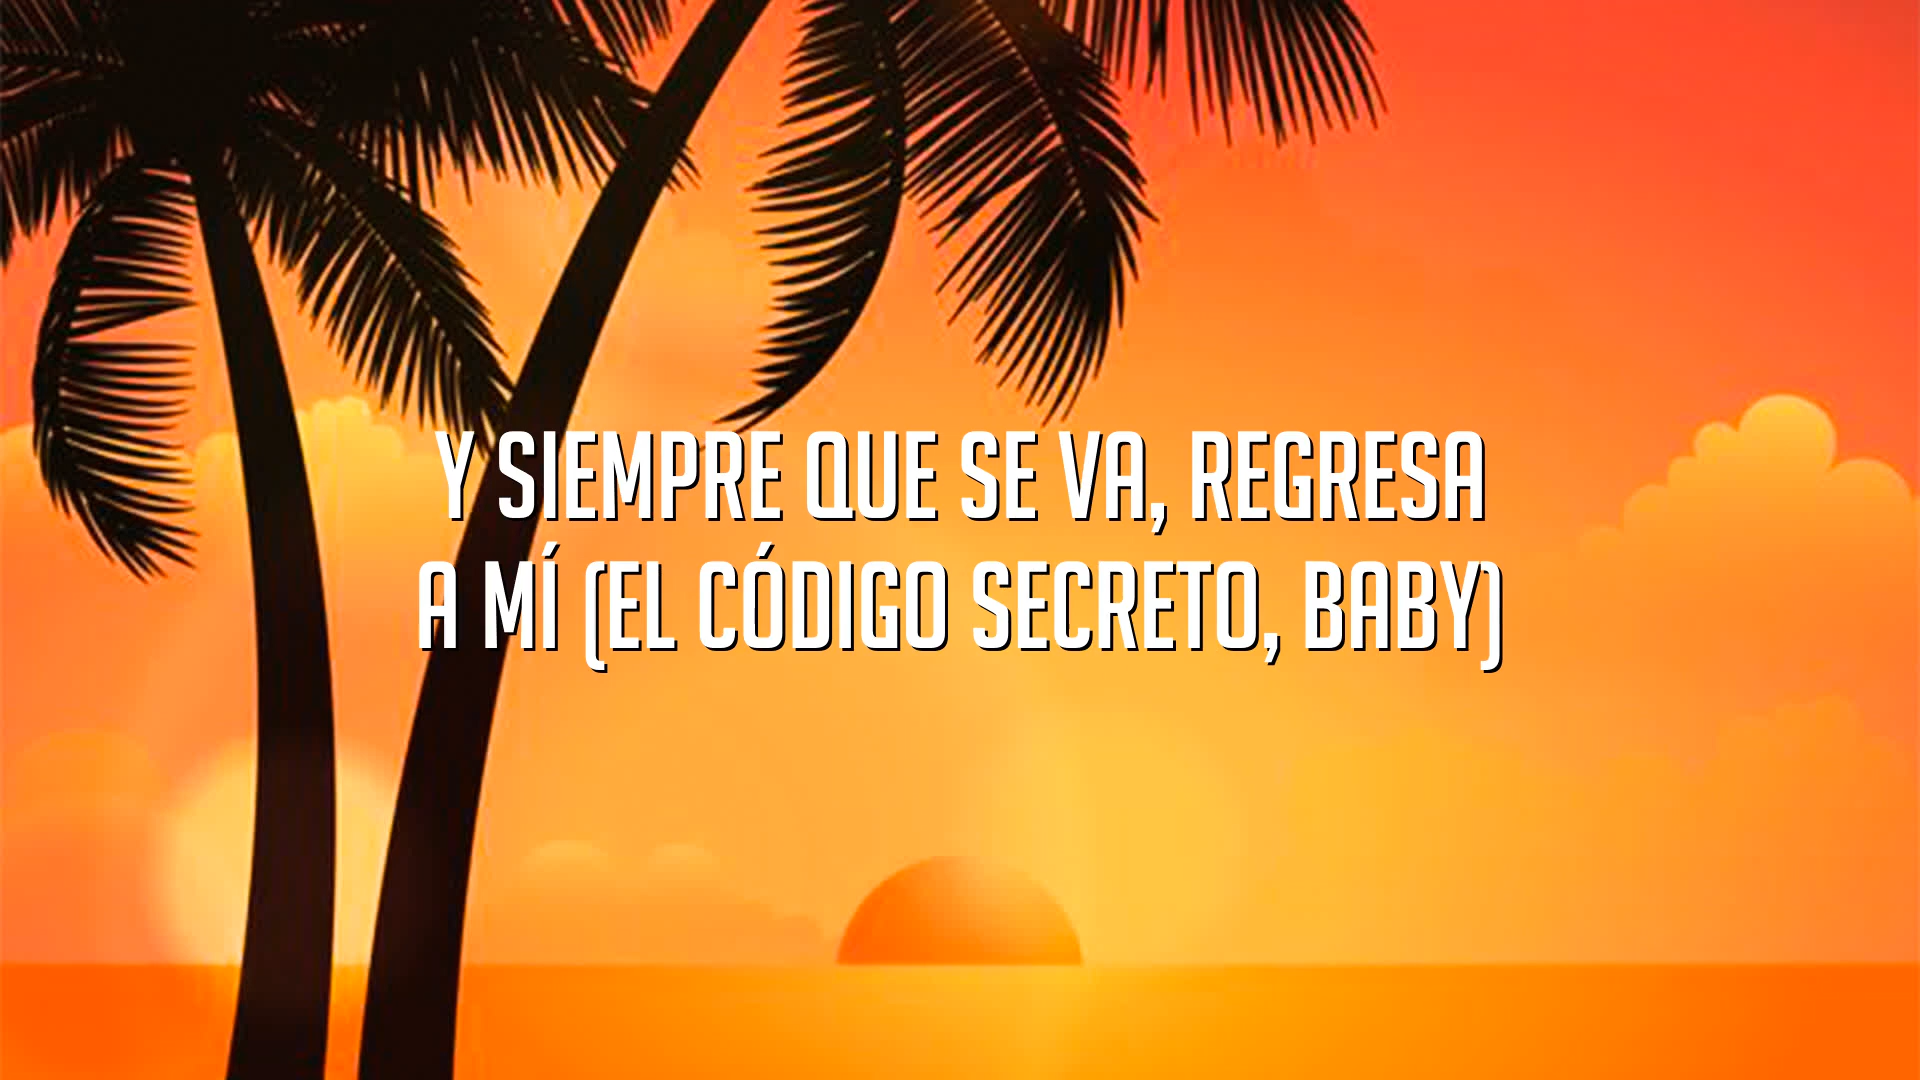 Y SIEMPRE QUE SE VA, REGRESA
A MÍ (EL CÓDIGO SECRETO, BABY)